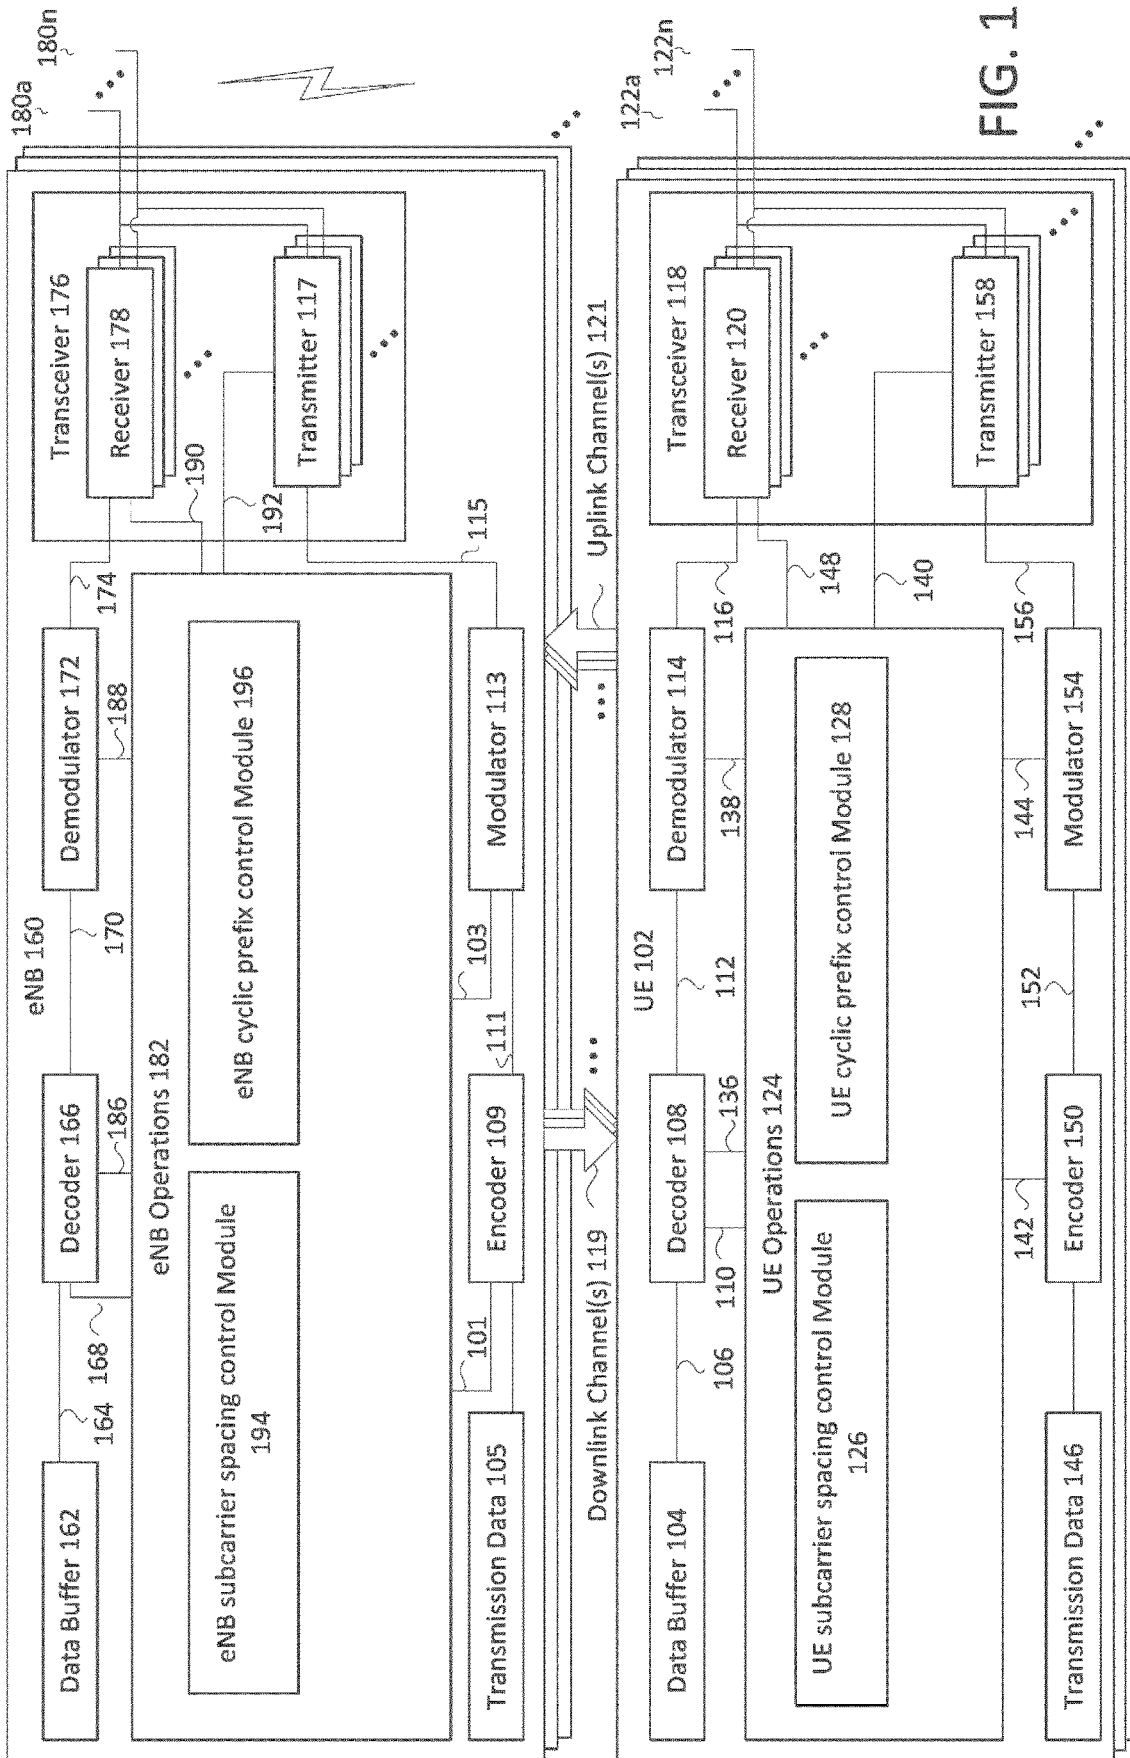 180a
180n
eNB 160
Transceiver 176
Data Buffer 162
164
Decoder 166
168
186
170
Demodulator 172
188
174
Receiver 178
190
eNB Operations 182
eNB subcarrier spacing control Module
194
eNB cyclic prefix control Module 196
192
Transmitter 117
101
103
115
Transmission Data 105
Encoder 109
111
Modulator 113
Downlink Channel(s) 119
Uplink Channel(s) 121
122a
122n
UE 102
Transceiver 118
Data Buffer 104
106
Decoder 108
110
136
112
Demodulator 114
138
116
Receiver 120
148
UE Operations 124
UE subcarrier spacing control Module
126
UE cyclic prefix control Module 128
140
Transmitter 158
142
144
156
Transmission Data 146
Encoder 150
152
Modulator 154
FIG. 1